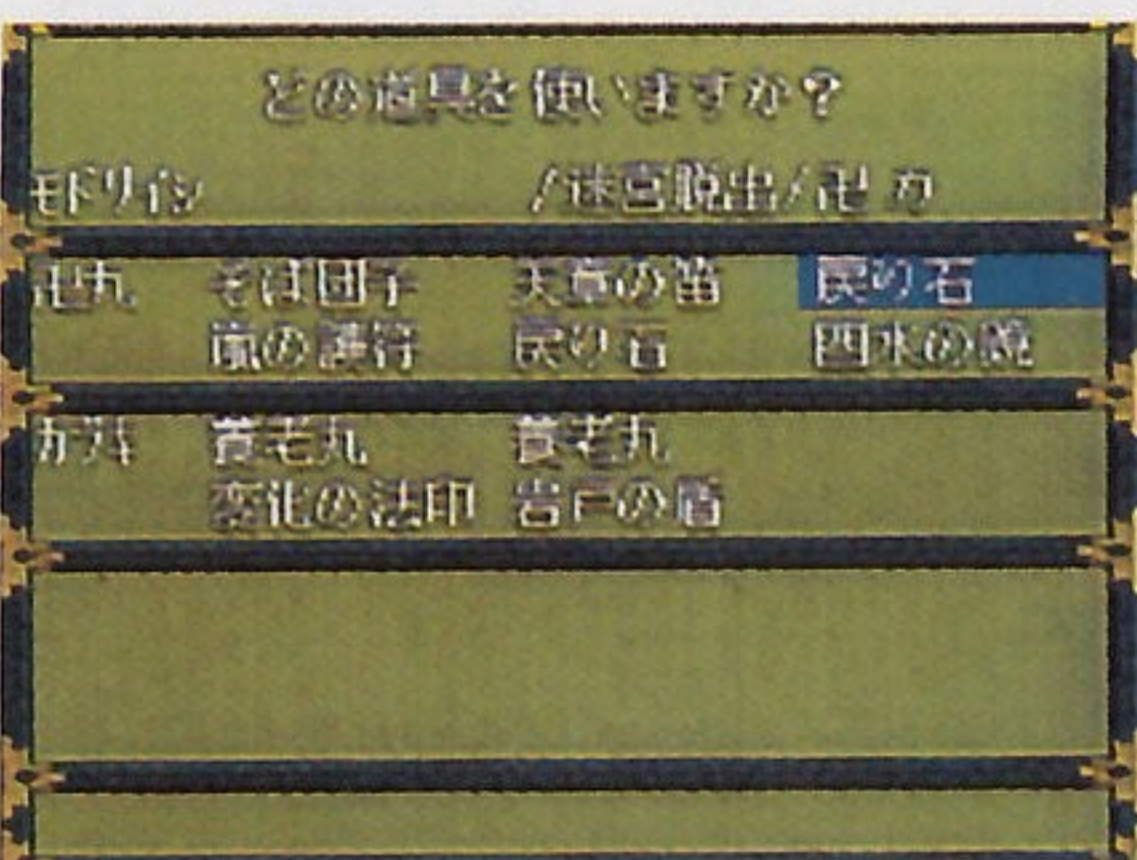 どの道具を使いますか?
モドリイシ /迷宮脱出/卍 カ
卍丸 そば団子 天草の笛 戻り石
嵐の護符 戻り石 四水の鏡
カブキ 養老丸 養老丸
変化の法印 岩戸の盾